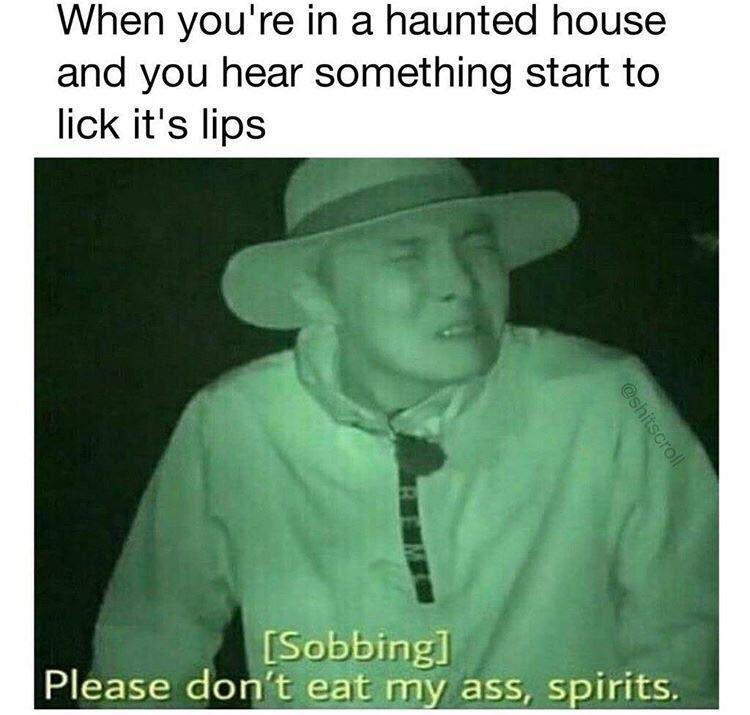 When you're in a haunted house
and you hear something start to
lick it's lips
@shitscroll
[Sobbing]
Please don't eat my ass, spirits.